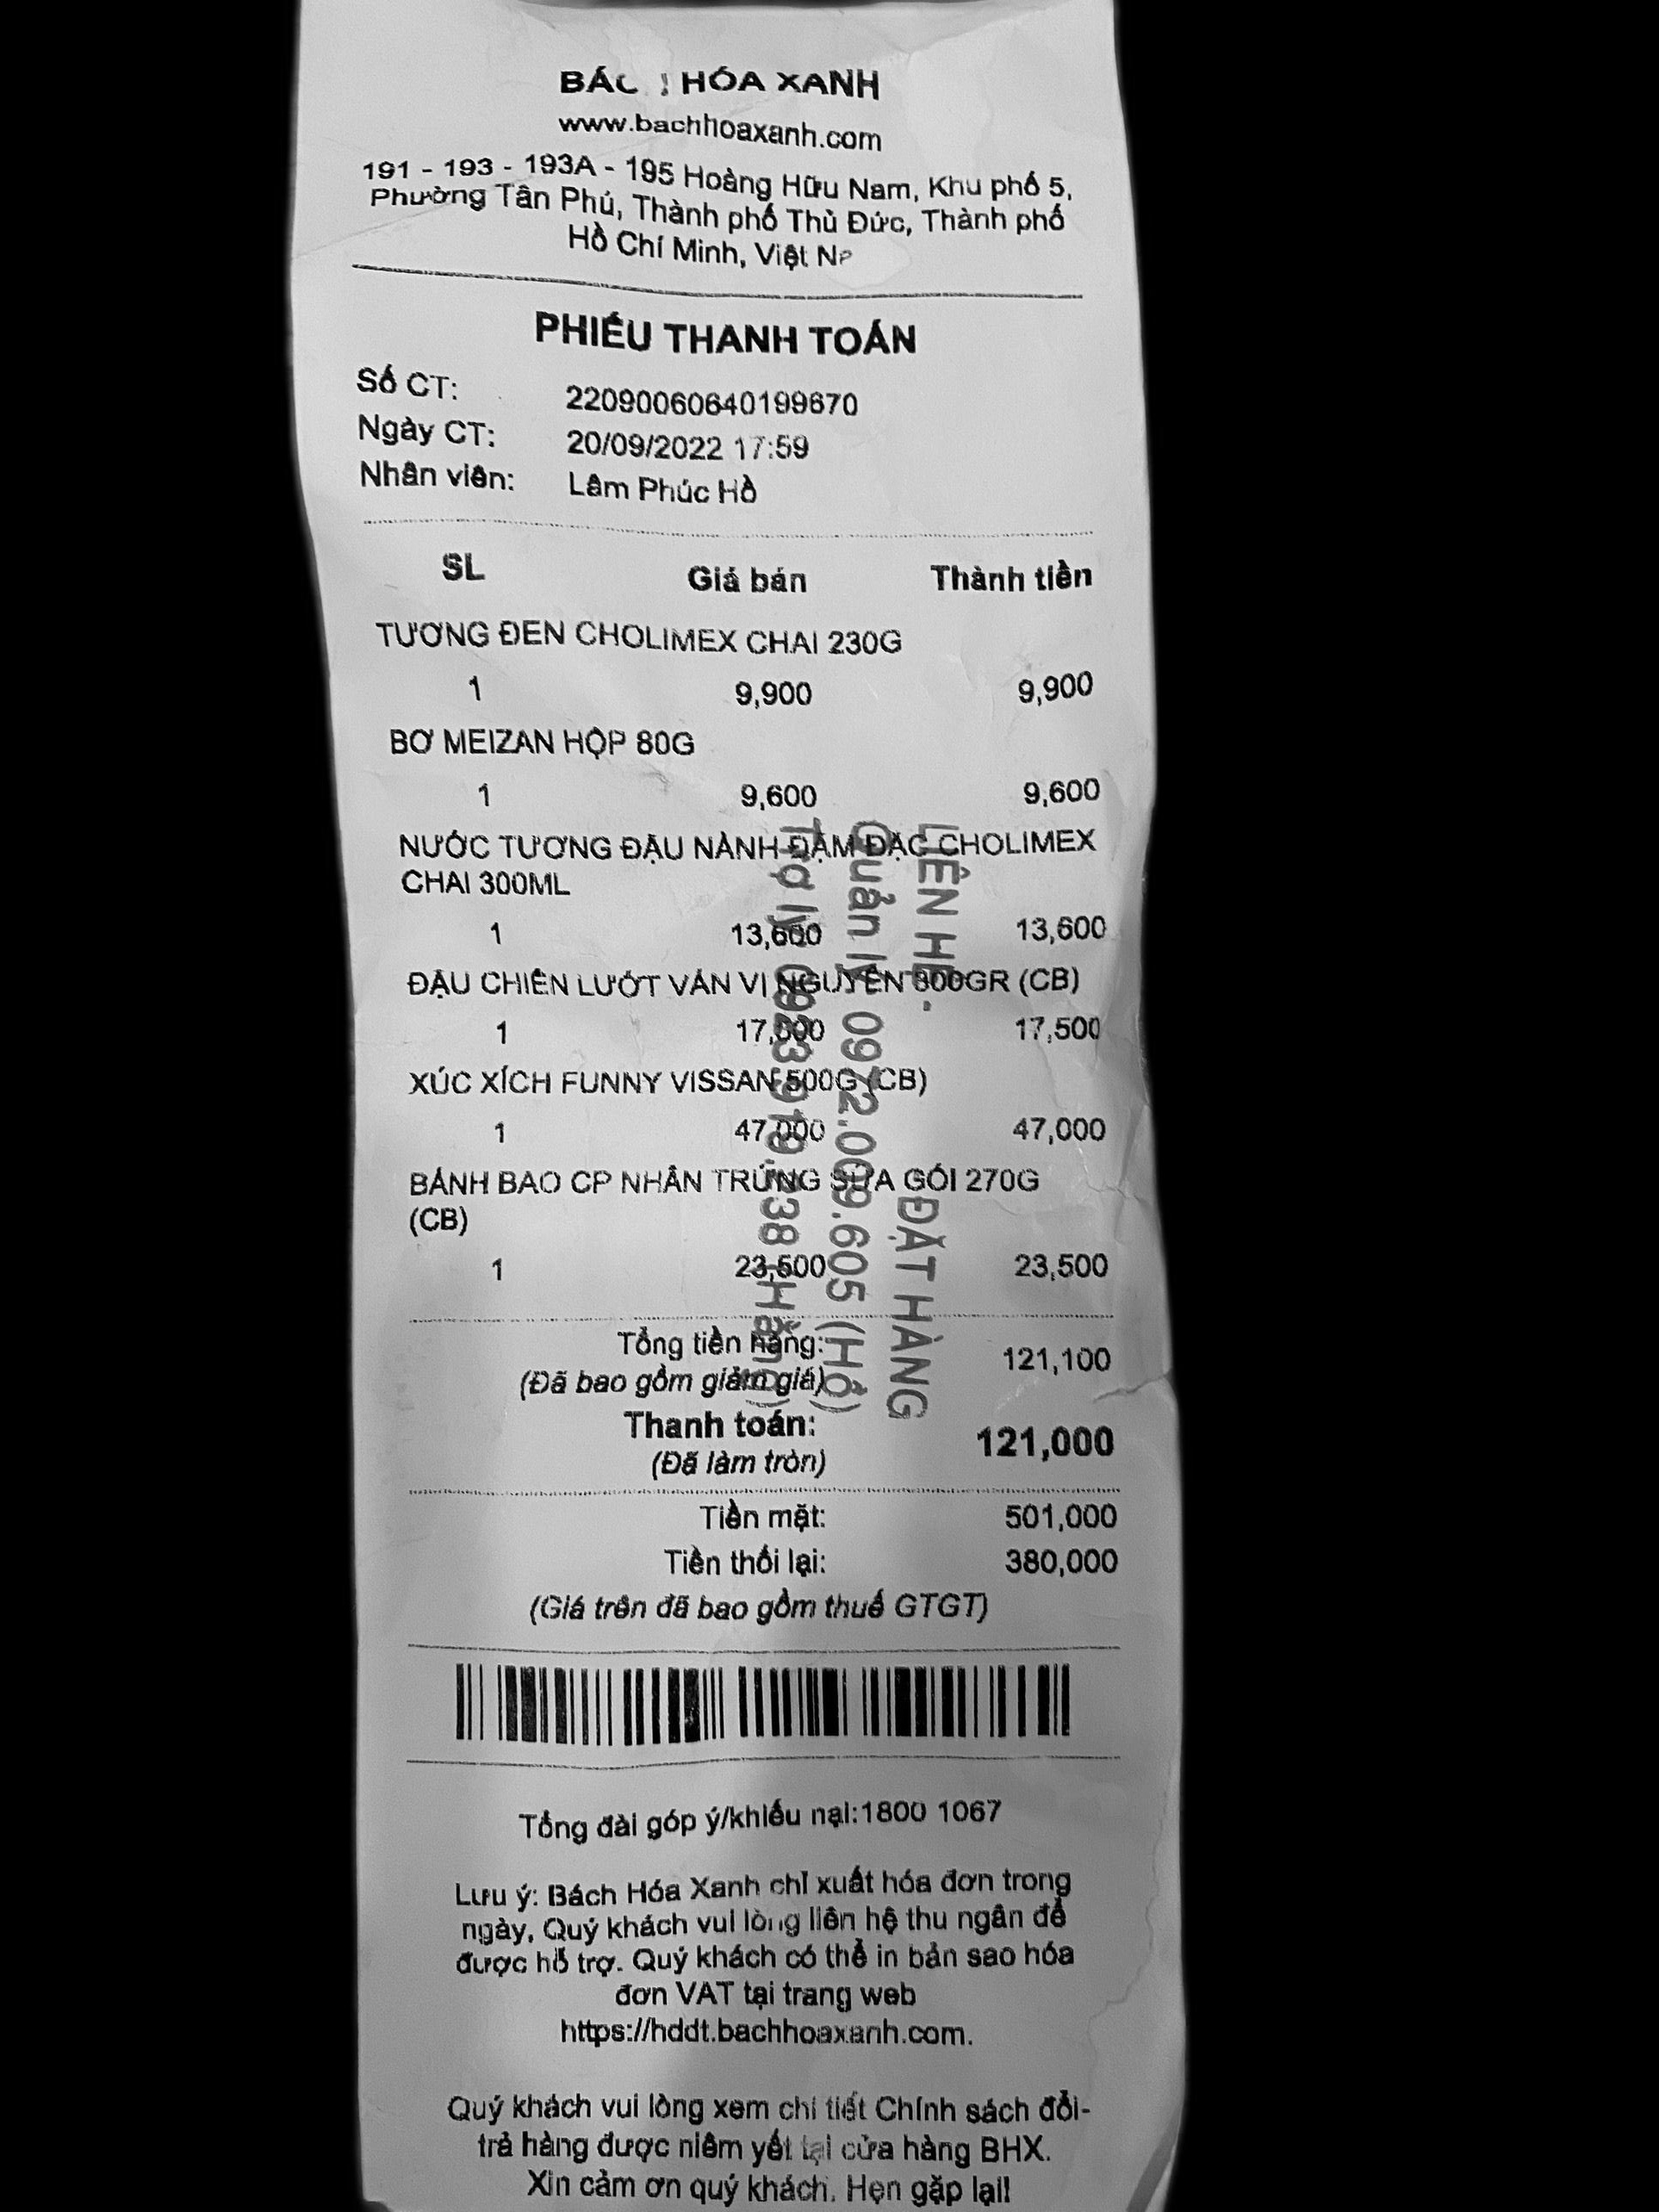 BÁCH HÓA XANH
www.bachhoaxanh.com
191 - 193 - 193A - 195 Hoàng Hữu Nam, Khu phố 5,
Phường Tân Phú, Thành phố Thủ Đức, Thành phố
Hồ Chí Minh, Việt
PHIẾU THANH TOÁN
Số CT: 22090060640199670
Ngày CT: 20/09/2022 17:59
Nhân viên: Lâm Phúc Hồ
SL Giá bán Thành tiền
TƯƠNG ĐEN CHOLIMEX CHAI 230G
1 9,900 9,900
BƠ MEIZAN HỘP 80G
1 9,600 9,600
NƯỚC TƯƠNG ĐẬU NÀNH ĐẬM ĐẶC CHOLIMEX
CHAI 300ML
1 13,600 13,600
ĐẬU CHIÊN LƯỚT VÁN VỊ NGUYÊN 300GR (CB)
1 17,500 17,500
XÚC XÍCH FUNNY VISSAN 500G (CB)
1 47,000 47,000
BÁNH BAO CP NHÂN TRỨNG SỮA GÓI 270G
(CB)
1 23,500 23,500
Tổng tiền hàng: 121,100
(Đã bao gồm giảm giá)
Thanh toán: 121,000
(Đã làm tròn)
Tiền mặt: 501,000
Tiền thối lại: 380,000
(Giá trên đã bao gồm thuế GTGT)
LIÊN HỆ : ĐẶT HÀNG
Quản lý 0972.009.605 (Hồ)
Trợ lý (Hằng)
Tổng đài góp ý/khiếu nại:1800 1067
Lưu ý: Bách Hóa Xanh chỉ xuất hóa đơn trong
ngày, Quý khách vui lòng liên hệ thu ngân để
được hỗ trợ. Quý khách có thể in bản sao hóa
đơn VAT tại trang web
https://hddt.bachhoaxanh.com.
Quý khách vui lòng xem chi tiết Chính sách đổi-
trả hàng được niêm yết tại cửa hàng BHX.
Xin cảm ơn quý khách. Hẹn gặp lại!